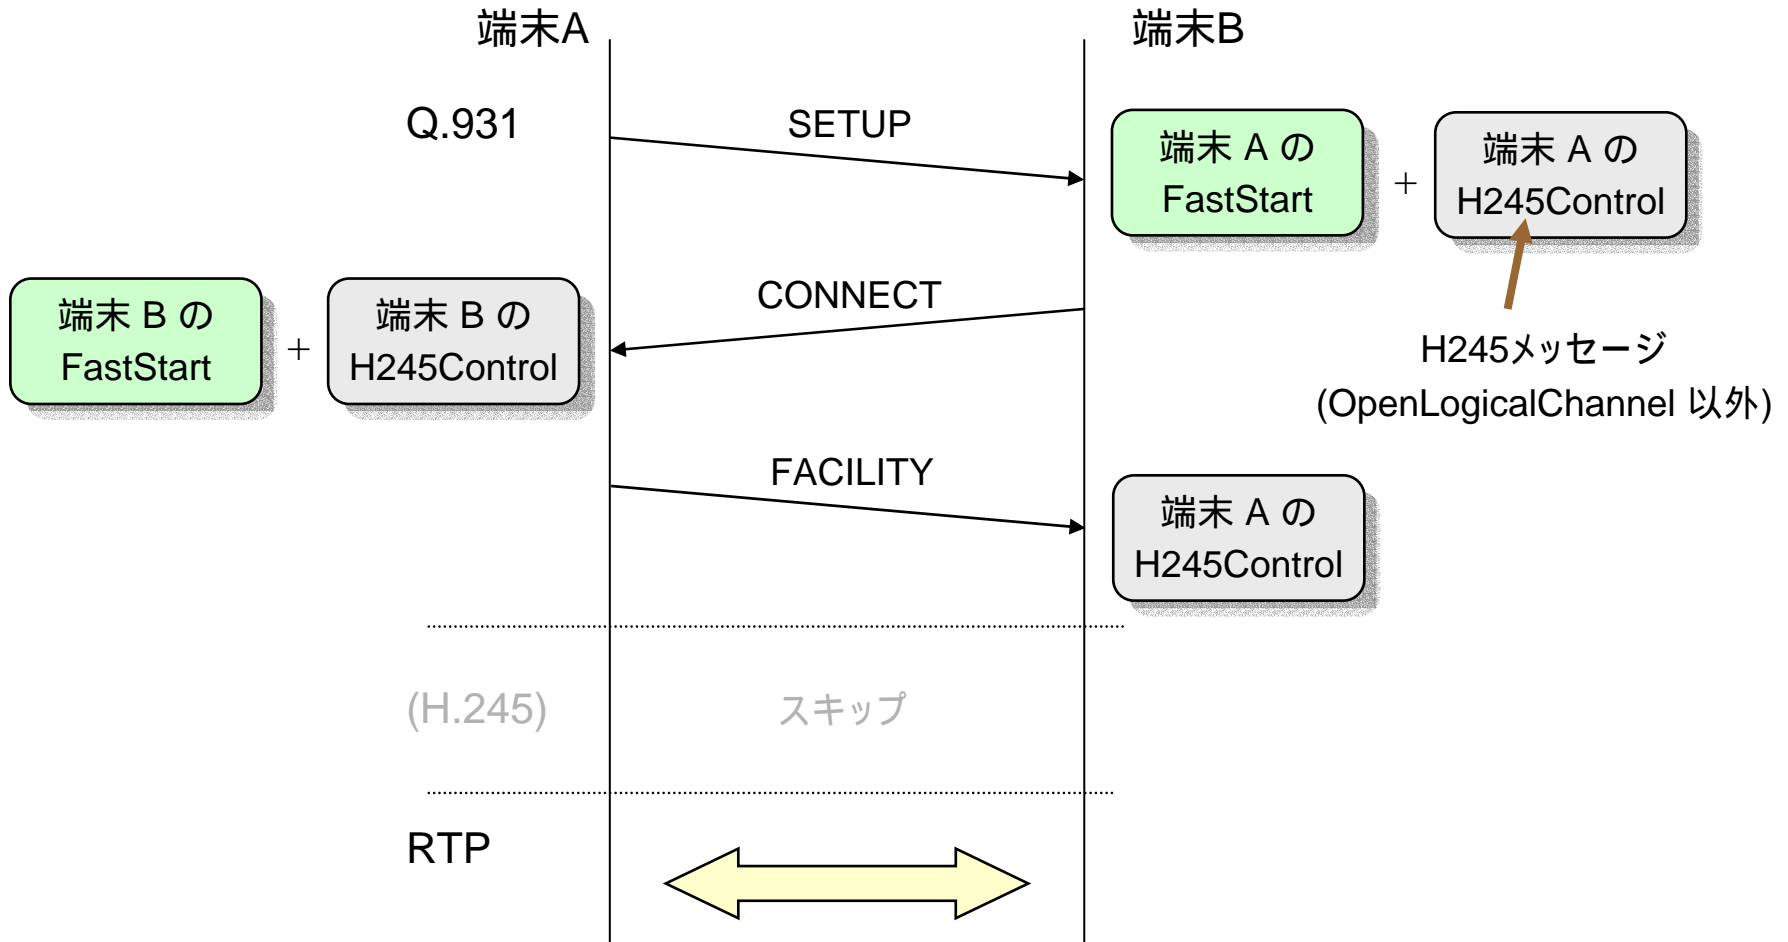 端末A
端末B
Q.931
SETUP
端末 A の
FastStart
+
端末 A の
H245Control
CONNECT
端末 B の
FastStart
+
端末 B の
H245Control
H245メッセージ
(OpenLogicalChannel 以外)
FACILITY
端末 A の
H245Control
(H.245)
スキップ
RTP